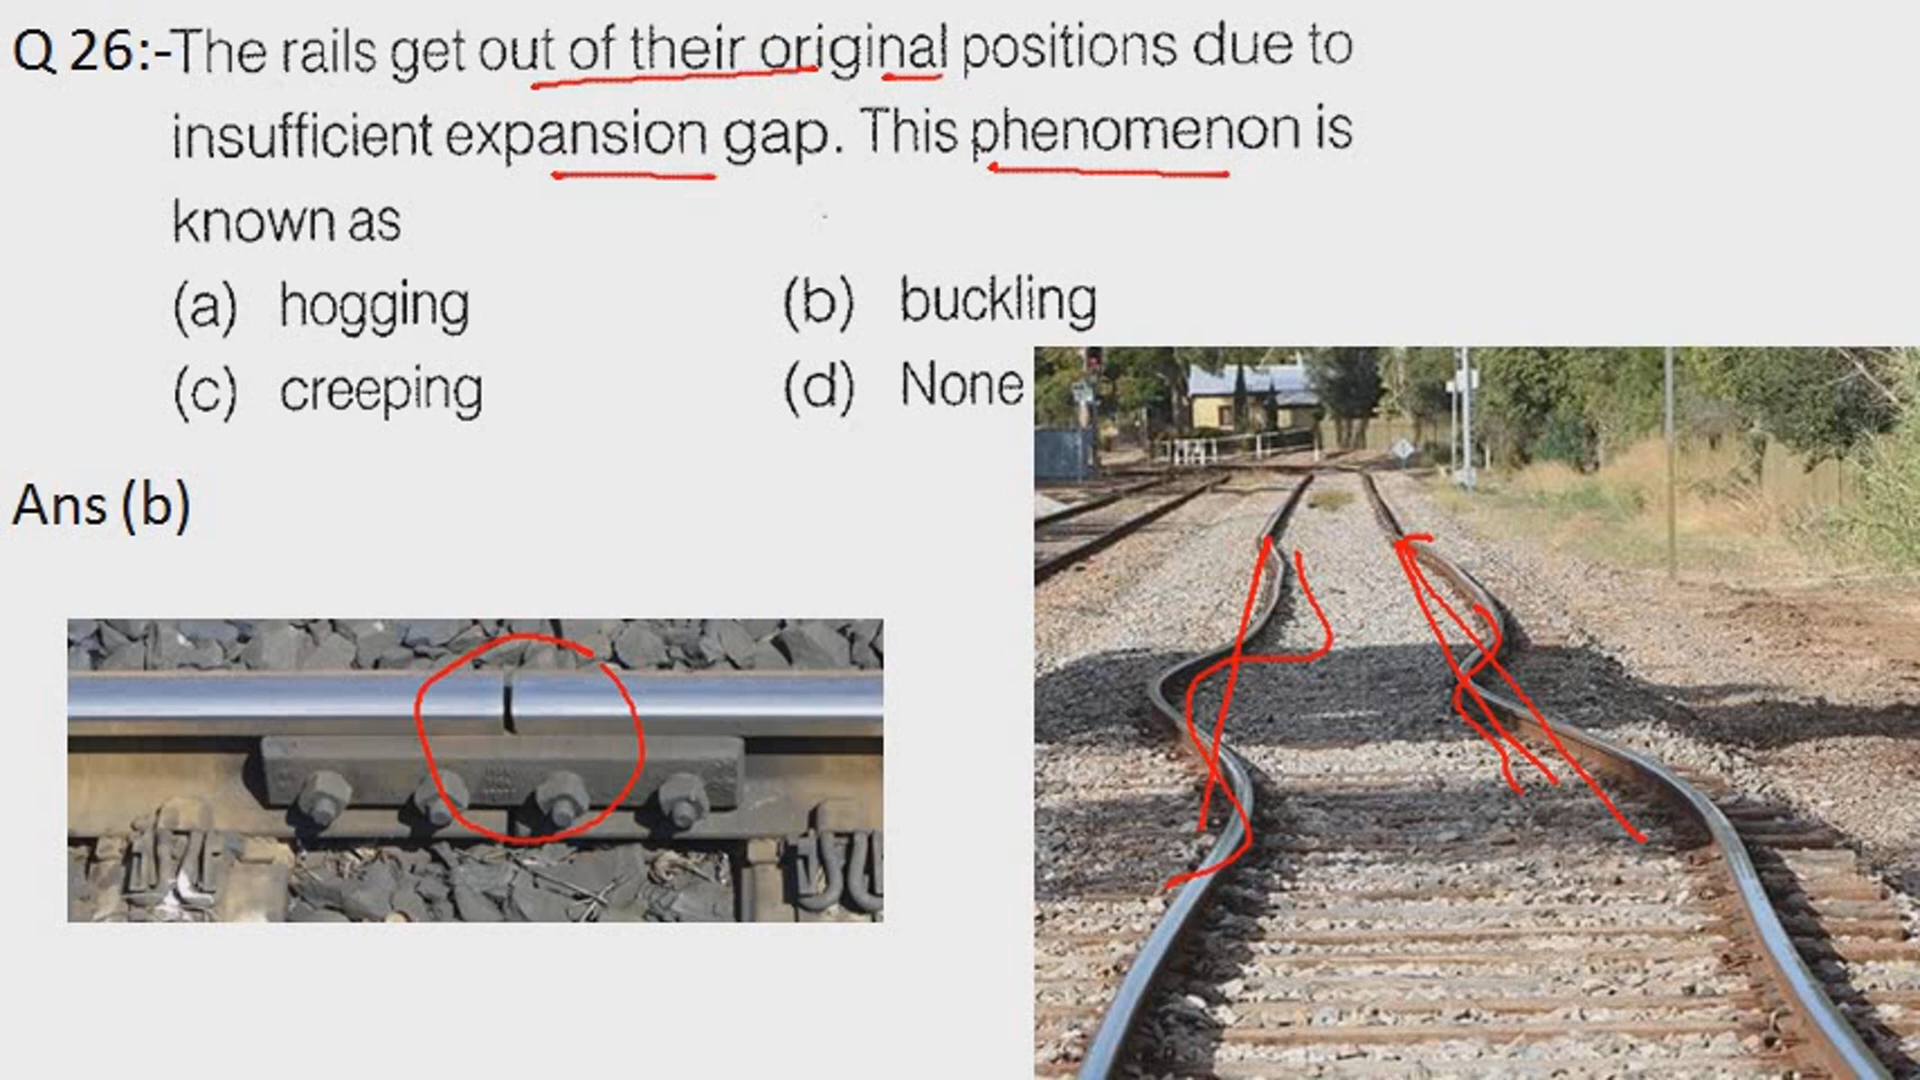 Q 26:-The rails get out of their original positions due to
insufficient expansion gap. This phenomenon is
known as
(a) hogging (b) buckling
(c) creeping (d) None
Ans (b)